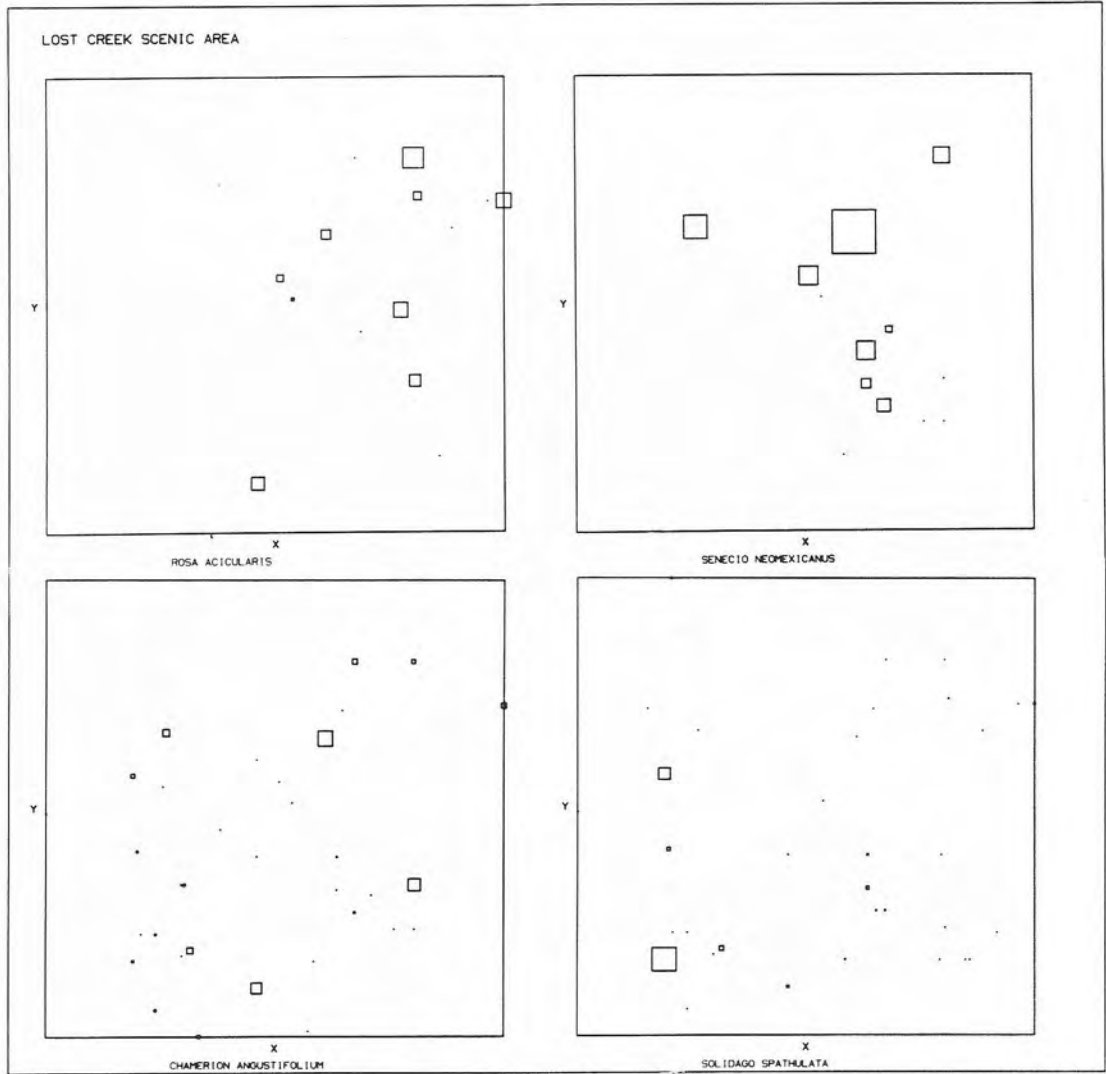 LOST CREEK SCENIC AREA
Y
Y
X
X
ROSA ACICULARIS
SENECIO NEOMEXICANUS
Y
Y
X
X
CHAMERION ANGUSTIFOLIUM
SOLIDAGO SPATHULATA